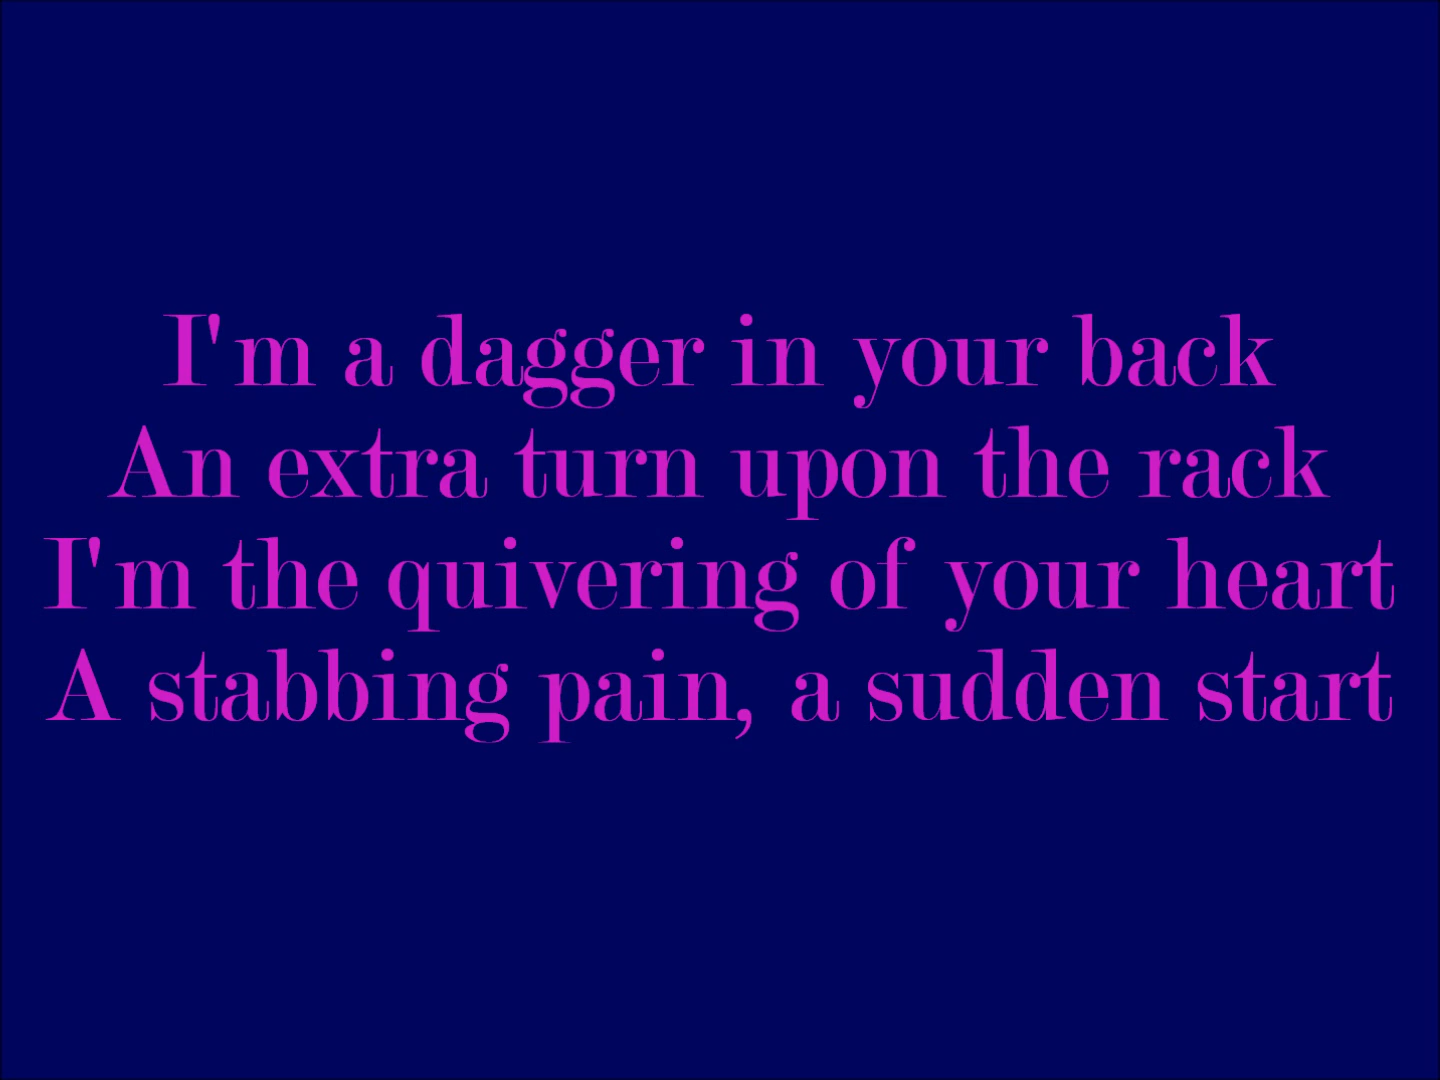 I'm a dagger in your back
An extra turn upon the rack
I'm the quivering of your heart
A stabbing pain, a sudden start